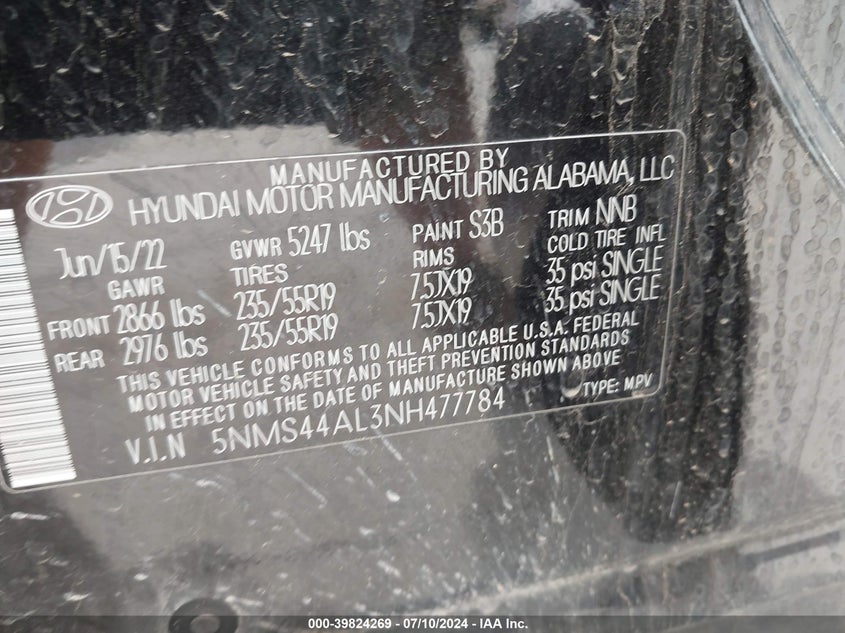 MANUFACTURED BY
HYUNDAI MOTOR MANUFACTURING ALABAMA, LLC
Jun/15/22 GVWR 5247 lbs PAINT S3B TRIM NNB
GAWR TIRES RIMS COLD TIRE INFL
FRONT 2866 lbs 235/55R19 7.5JX19 35 psi SINGLE
REAR 2976 lbs 235/55R19 7.5JX19 35 psi SINGLE
THIS VEHICLE CONFORMS TO ALL APPLICABLE U.S.A. FEDERAL
MOTOR VEHICLE SAFETY AND THEFT PREVENTION STANDARDS
IN EFFECT ON THE DATE OF MANUFACTURE SHOWN ABOVE
V.I.N 5NMS44AL3NH477784 TYPE: MPV
000-39824269 - 07/10/2024 - IAA Inc.